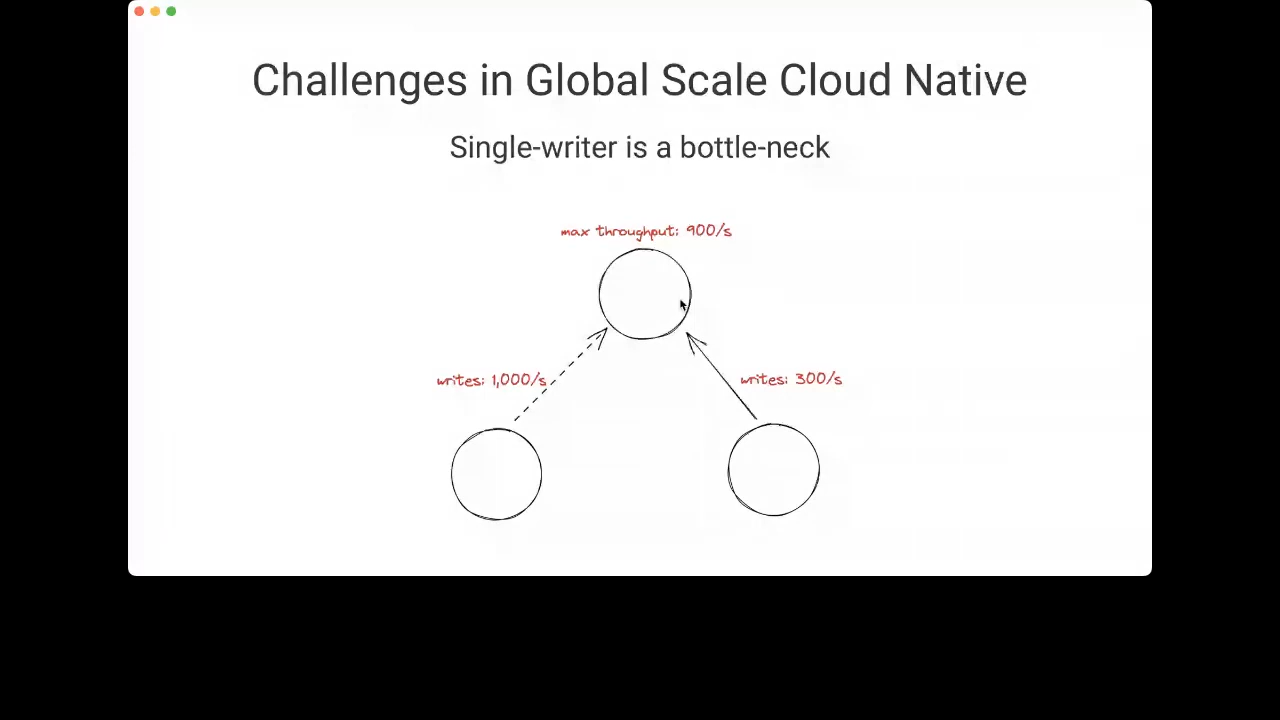 Challenges in Global Scale Cloud Native
Single-writer is a bottle-neck
max throughput: 900/s
writes: 1,000/s
writes: 300/s